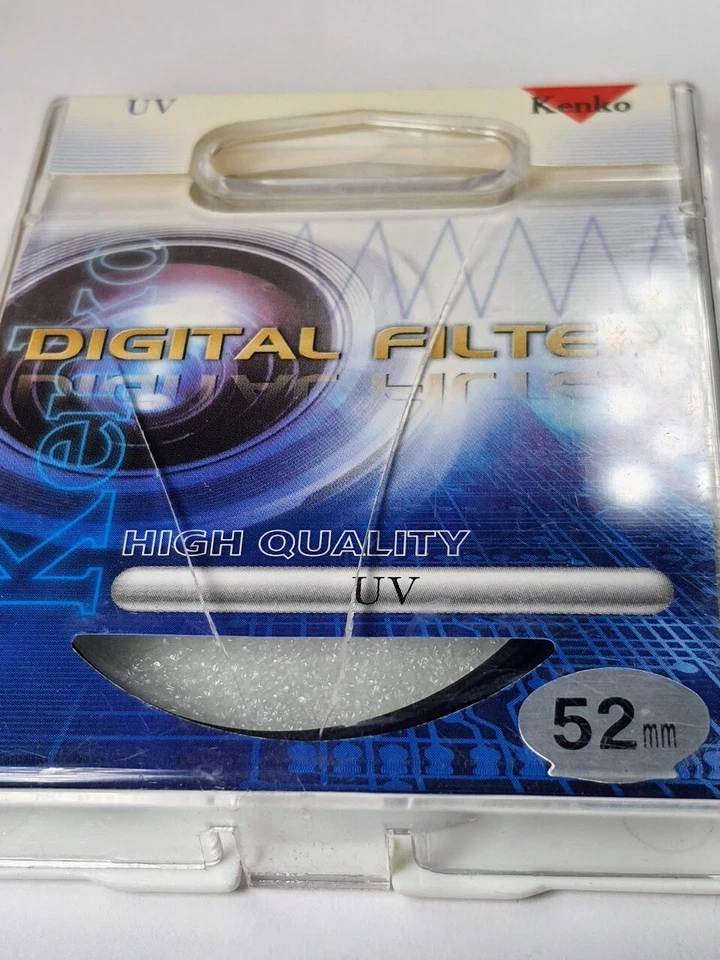 UV
Kenko
Kenko
DIGITAL FILTER
HIGH QUALITY
UV
52mm